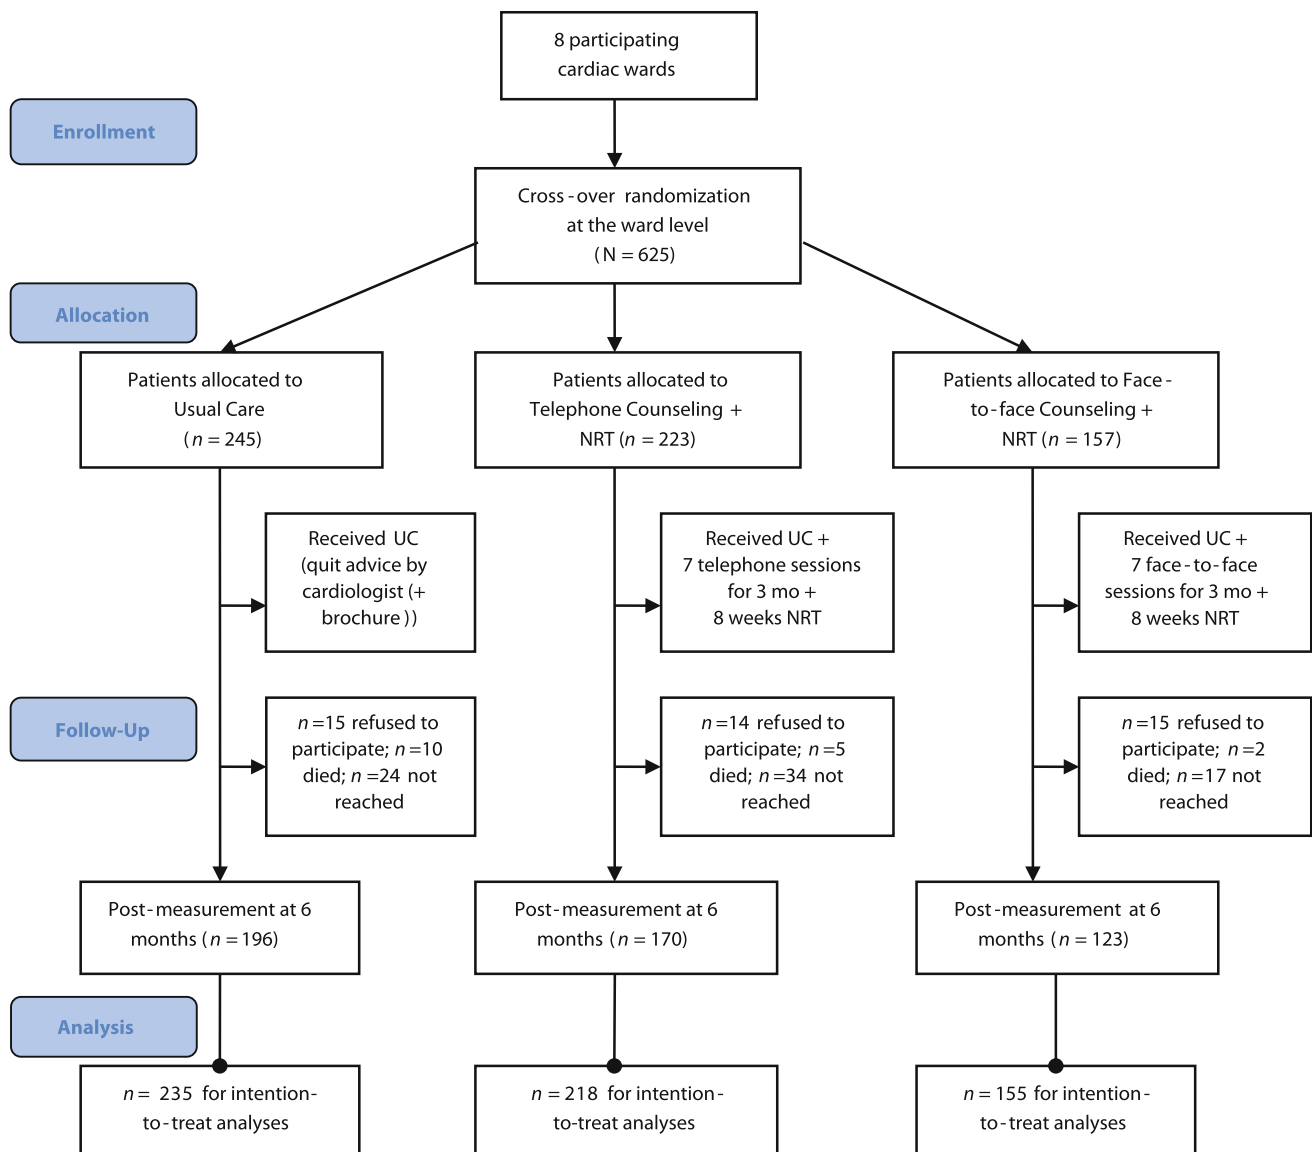 8 participating
cardiac wards
Enrollment
Cross-over randomization
at the ward level
(N = 625)
Allocation
Patients allocated to
Usual Care
(n = 245)
Patients allocated to
Telephone Counseling +
NRT (n = 223)
Patients allocated to Face-
to-face Counseling +
NRT (n = 157)
Received UC
(quit advice by
cardiologist (+
brochure))
Received UC +
7 telephone sessions
for 3 mo +
8 weeks NRT
Received UC +
7 face-to-face
sessions for 3 mo +
8 weeks NRT
Follow-Up
n=15 refused to
participate; n=10
died; n=24 not
reached
n=14 refused to
participate; n=5
died; n=34 not
reached
n=15 refused to
participate; n=2
died; n=17 not
reached
Post-measurement at 6
months (n = 196)
Post-measurement at 6
months (n = 170)
Post-measurement at 6
months (n = 123)
Analysis
n = 235 for intention-
to-treat analyses
n = 218 for intention-
to-treat analyses
n = 155 for intention-
to-treat analyses